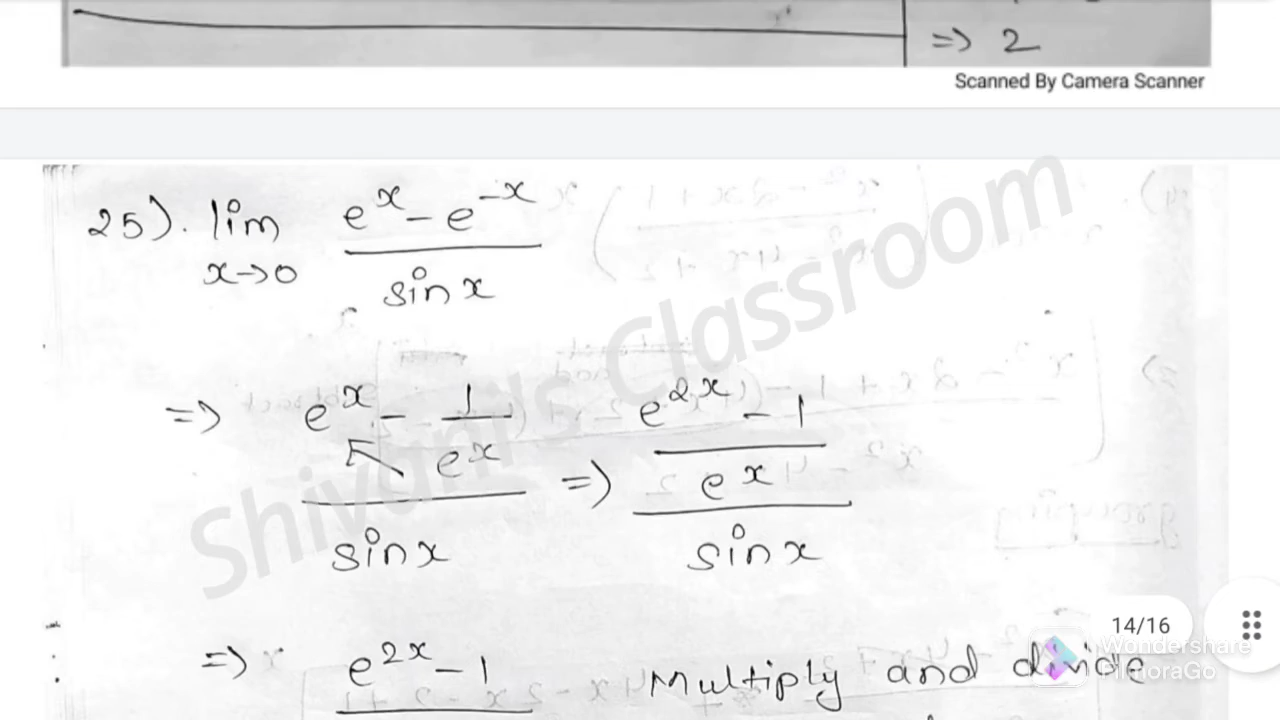 => 2
Scanned By Camera Scanner
25). lim x→0 (e^x - e^-x) / sin x
=> (e^x - 1/e^x) / sin x => ((e^2x - 1) / e^x) / sin x
=> e^2x - 1 Multiply and divide
Shivani's Classroom
14/16
Wondershare
FilmoraGo